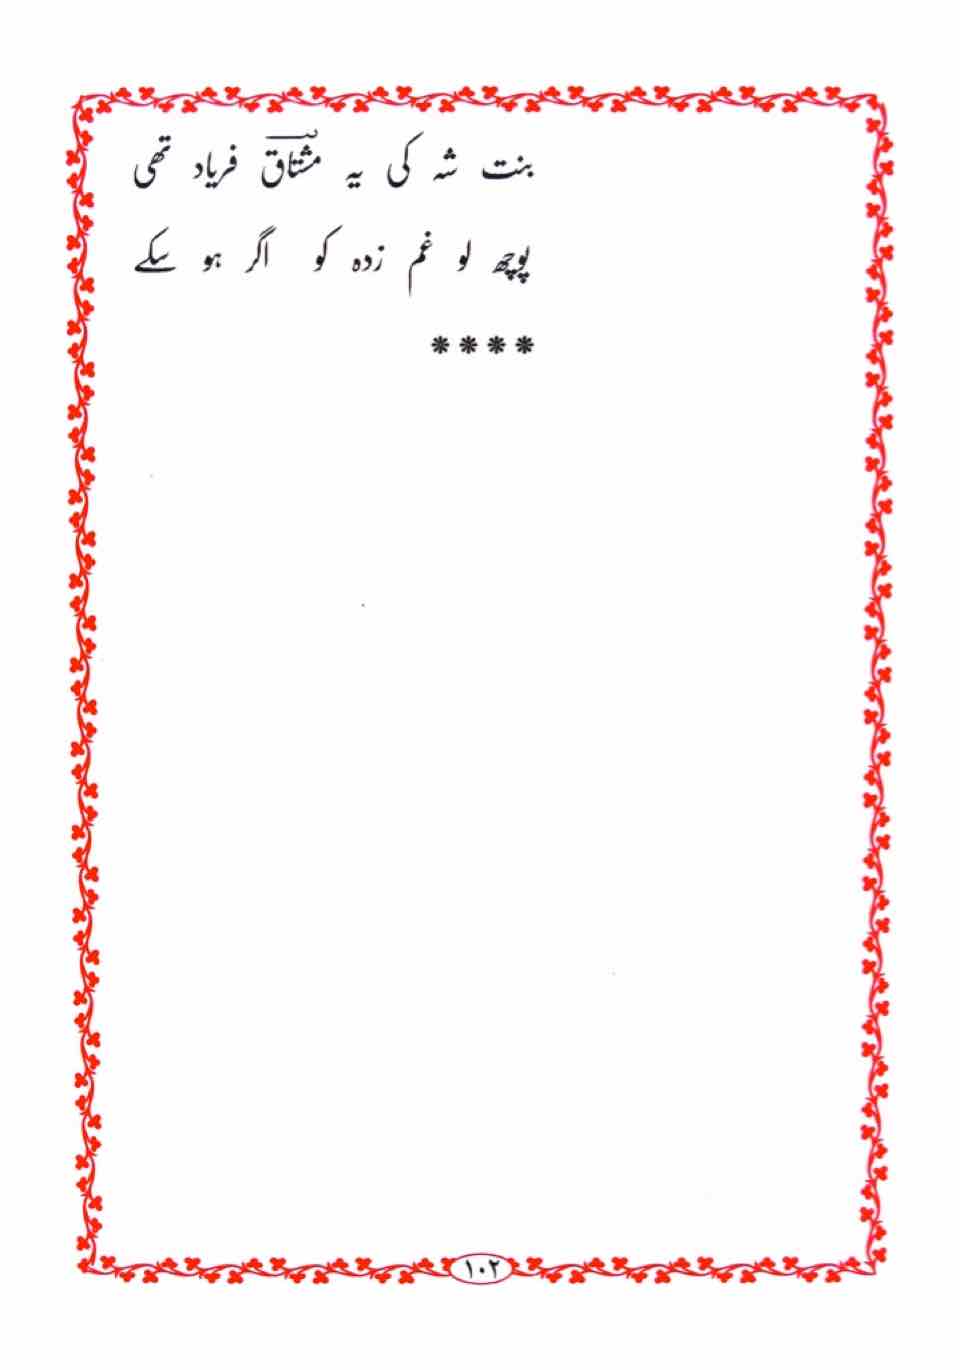 بنت شہ کی یہ مشتاقؔ فریاد تھی
پوچھ لو غم زدہ کو اگر ہو سکے
****
۱۰۲